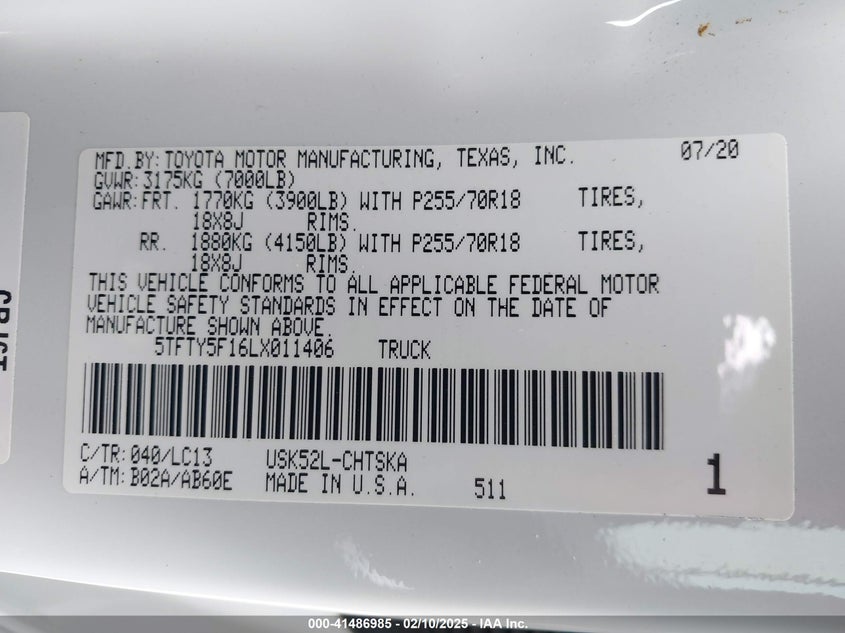 MFD.BY: TOYOTA MOTOR MANUFACTURING, TEXAS, INC. 07/20
GVWR: 3175KG (7000LB)
GAWR: FRT. 1770KG (3900LB) WITH P255/70R18 TIRES,
18X8J RIMS.
RR. 1880KG (4150LB) WITH P255/70R18 TIRES,
18X8J RIMS.
THIS VEHICLE CONFORMS TO ALL APPLICABLE FEDERAL MOTOR
VEHICLE SAFETY STANDARDS IN EFFECT ON THE DATE OF
MANUFACTURE SHOWN ABOVE.
5TFTY5F16LX011406 TRUCK
C/TR: 040/LC13 USK52L-CHTSKA
A/TM: B02A/AB60E MADE IN U.S.A. 511 1
000-41486985 - 02/10/2025 - IAA Inc.